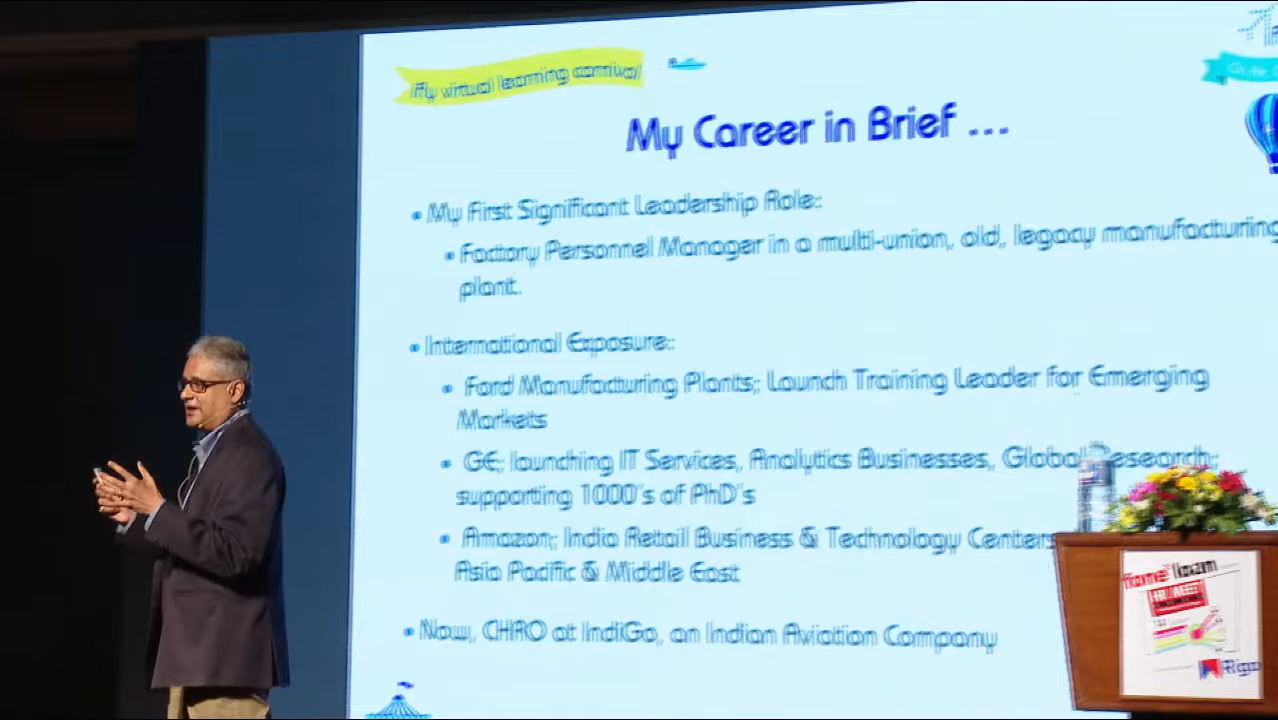 ifly virtual learning carnival
My Career in Brief ...
• My First Significant Leadership Role:
• Factory Personnel Manager in a multi-union, old, legacy manufacturing
plant.
• International Exposure:
• Ford Manufacturing Plants; Launch Training Leader for Emerging
Markets
• GE; launching IT Services, Analytics Businesses, Global Research;
supporting 1000's of PhD's
• Amazon; India Retail Business & Technology Centers
Asia Pacific & Middle East
• Now, CHRO at IndiGo, an Indian Aviation Company
HR MEET